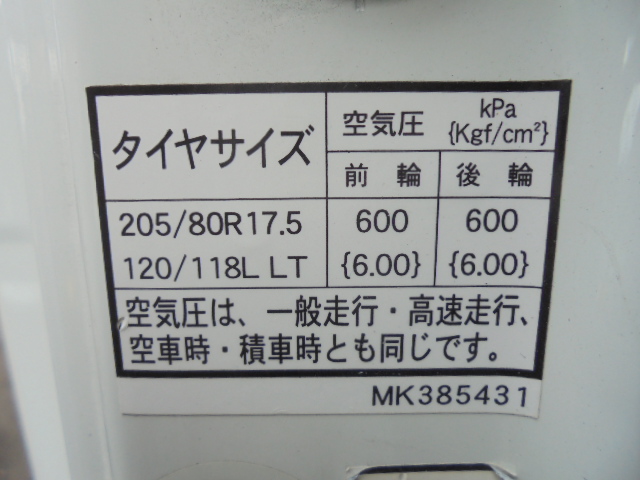 タイヤサイズ
空気圧 kPa {Kgf/cm²}
前輪 後輪
205/80R17.5 600 600
120/118L LT {6.00} {6.00}
空気圧は、一般走行・高速走行、
空車時・積車時とも同じです。
MK385431